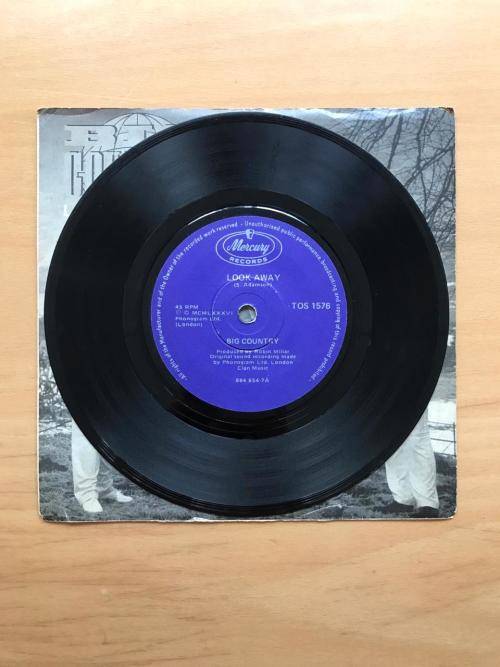 All rights of the Manufacturer and of the Owner of the recorded work reserved - Unauthorised public performance, broadcasting and copying of this record prohibited.
Mercury
RECORDS
LOOK AWAY
(S. Adamson)
45 RPM
TOS 1576
Ⓟ © MCMLXXXVI
Phonogram Ltd.
(London)
BIG COUNTRY
Produced by Robin Millar
Original sound recording made
by Phonogram Ltd. London
Clan Music
884 654-7A